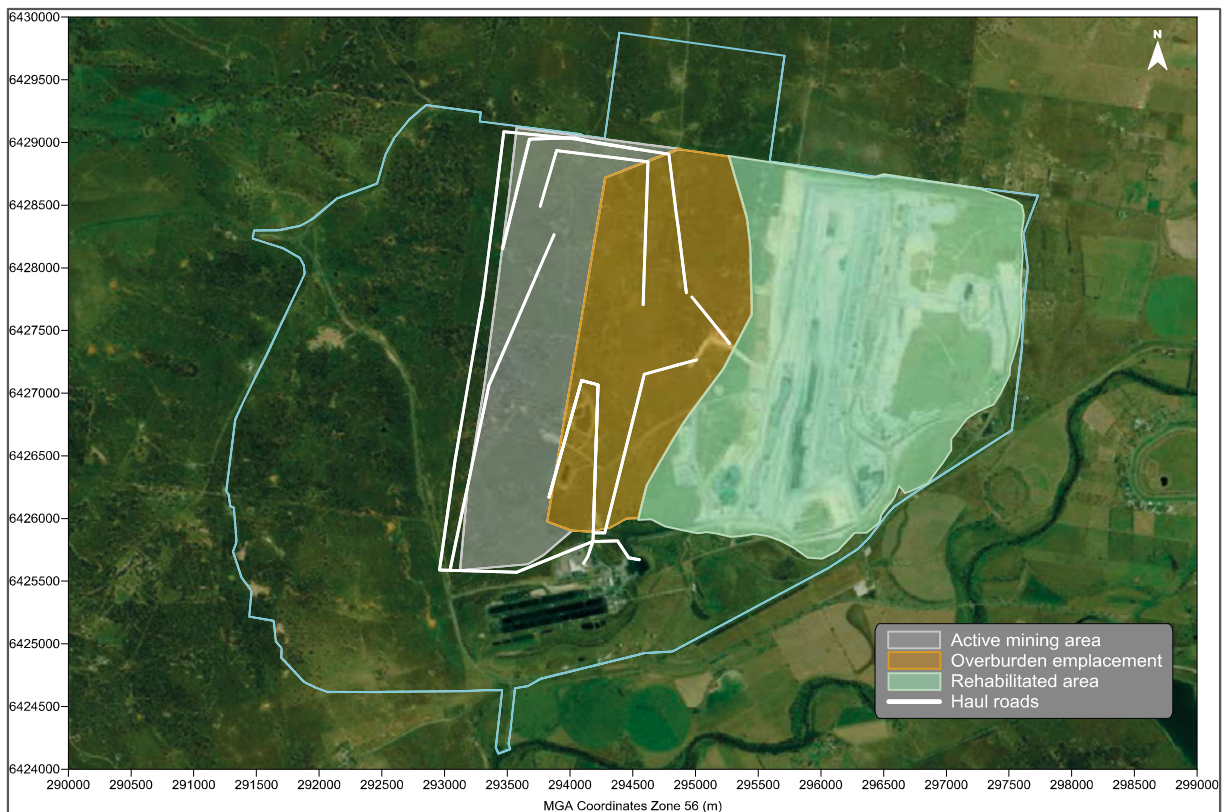 6430000
6429500
6429000
6428500
6428000
6427500
6427000
6426500
6426000
6425500
6425000
6424500
6424000
N
Active mining area
Overburden emplacement
Rehabilitated area
Haul roads
290000 290500 291000 291500 292000 292500 293000 293500 294000 294500 295000 295500 296000 296500 297000 297500 298000 298500 299000
MGA Coordinates Zone 56 (m)